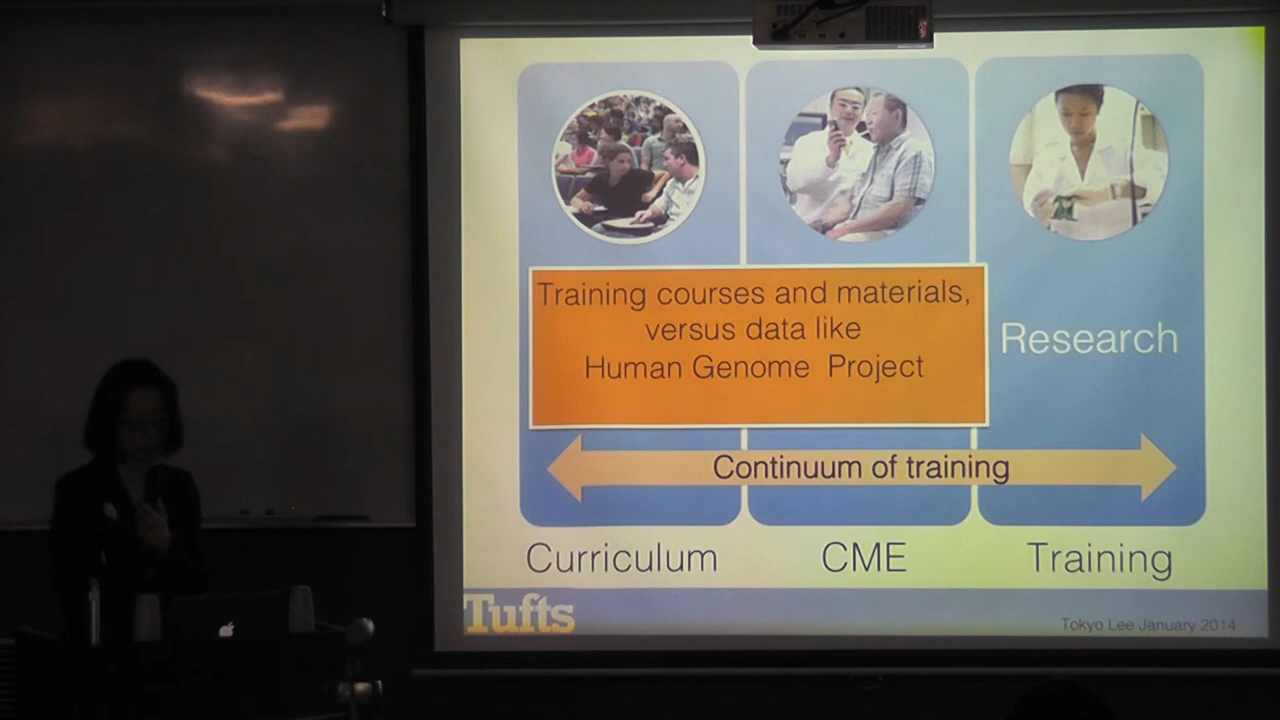 Training courses and materials,
versus data like
Human Genome Project
Research
Continuum of training
Curriculum
CME
Training
Tufts
Tokyo Lee January 2014